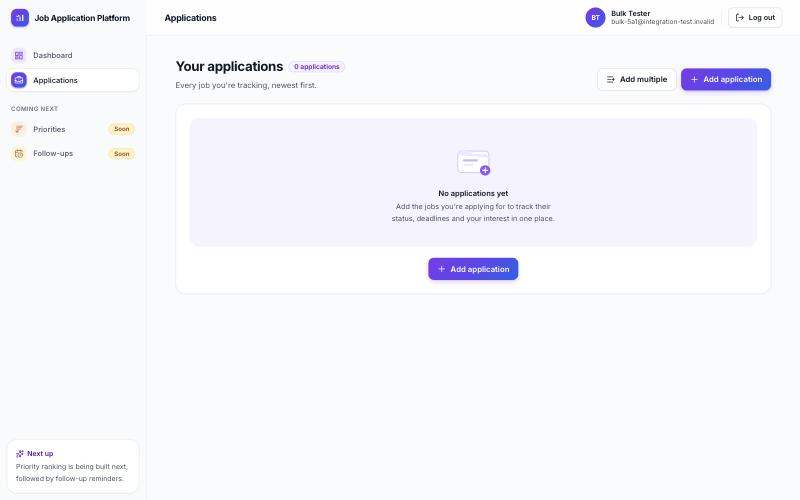 Job Application Platform
Applications
BT
Bulk Tester
bulk-5a1@integration-test.invalid
Log out
Dashboard
Applications
COMING NEXT
Priorities
Soon
Follow-ups
Soon
Your applications
0 applications
Every job you're tracking, newest first.
Add multiple
Add application
No applications yet
Add the jobs you're applying for to track their
status, deadlines and your interest in one place.
Add application
Next up
Priority ranking is being built next,
followed by follow-up reminders.